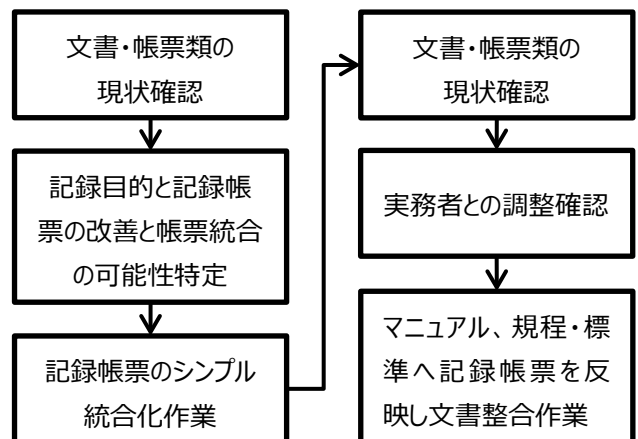 文書・帳票類の
現状確認
記録目的と記録帳
票の改善と帳票統合
の可能性特定
記録帳票のシンプル
統合化作業
文書・帳票類の
現状確認
実務者との調整確認
マニュアル、規程・標
準へ記録帳票を反
映し文書整合作業